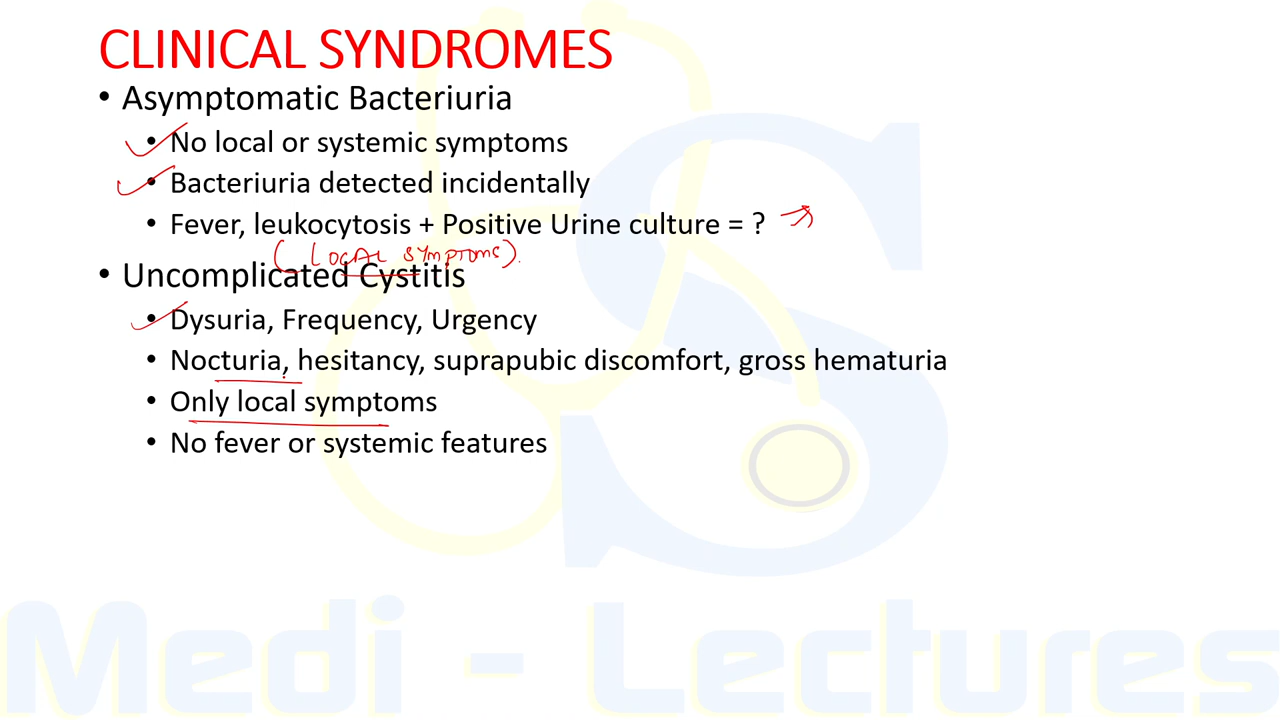 CLINICAL SYNDROMES
• Asymptomatic Bacteriuria
• No local or systemic symptoms
• Bacteriuria detected incidentally
• Fever, leukocytosis + Positive Urine culture = ?
( LOCAL SYMPTOMS).
• Uncomplicated Cystitis
• Dysuria, Frequency, Urgency
• Nocturia, hesitancy, suprapubic discomfort, gross hematuria
• Only local symptoms
• No fever or systemic features
Medi - Lectures